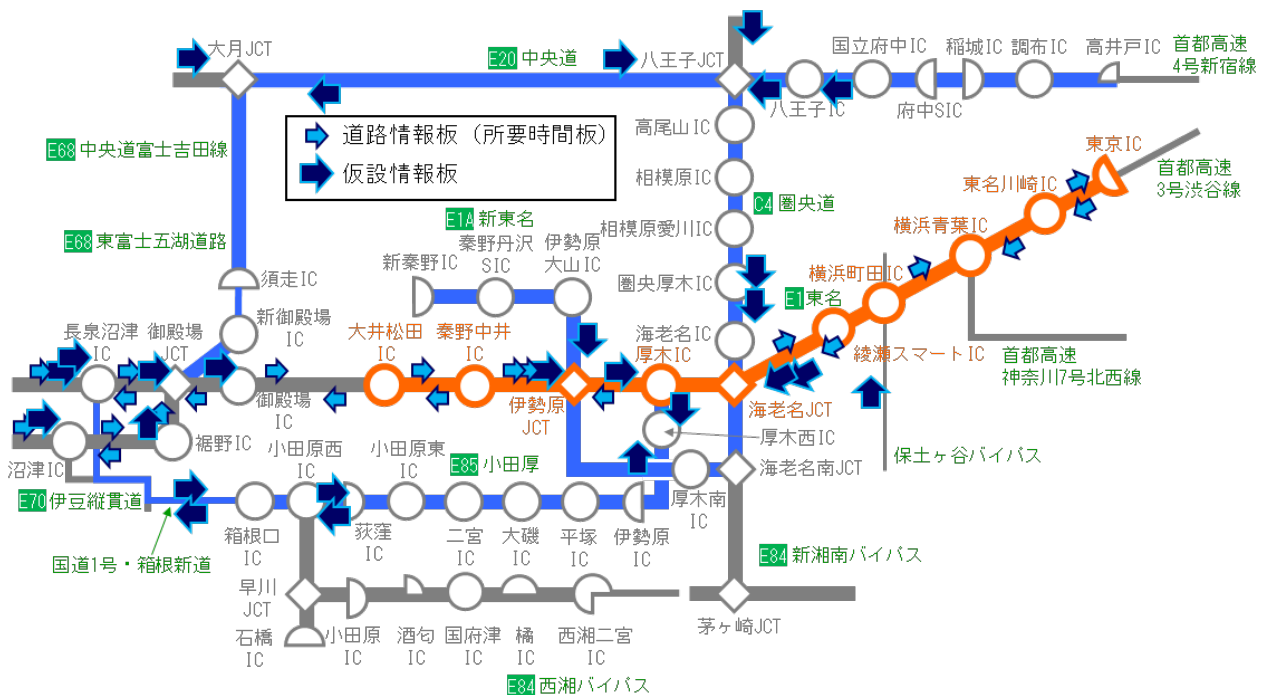 大月JCT
E20 中央道
八王子JCT
国立府中IC
稲城IC
調布IC
高井戸IC
首都高速
4号新宿線
八王子IC
府中SIC
道路情報板（所要時間板）
仮設情報板
高尾山IC
相模原IC
相模原愛川IC
圏央厚木IC
海老名IC
C4 圏央道
E68 中央道富士吉田線
E68 東富士五湖道路
須走IC
新御殿場
IC
E1A 新東名
新秦野IC
秦野丹沢
SIC
伊勢原
大山IC
東京IC
首都高速
3号渋谷線
東名川崎IC
横浜青葉IC
横浜町田IC
E1東名
綾瀬スマートIC
首都高速
神奈川7号北西線
長泉沼津
IC
御殿場
JCT
御殿場
IC
大井松田
IC
秦野中井
IC
伊勢原
JCT
厚木IC
海老名JCT
厚木西IC
海老名南JCT
保土ヶ谷バイパス
沼津IC
裾野IC
E70 伊豆縦貫道
国道1号・箱根新道
小田原西
IC
小田原東
IC
E85 小田厚
箱根口
IC
荻窪
IC
二宮
IC
大磯
IC
平塚
IC
伊勢原
IC
厚木南
IC
E84 新湘南バイパス
茅ヶ崎JCT
早川
JCT
石橋
IC
小田原
IC
酒匂
IC
国府津
IC
橘
IC
西湘二宮
IC
E84 西湘バイパス